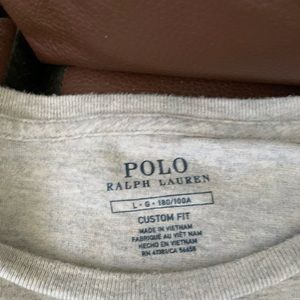 POLO
RALPH LAUREN
L • G • 180/100A
CUSTOM FIT
MADE IN VIETNAM
FABRIQUÉ AU VIÊT NAM
HECHO EN VIETNAM
RN 41381/CA 56658